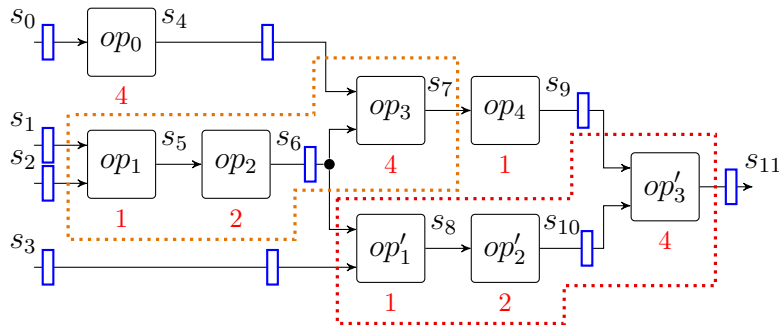 s₀ op₀ s₄
4
s₇ s₉
op₃ op₄
4 1
s₁ s₅ s₆
s₂ op₁ op₂
1 2
s₁₁
op′₃
4
s₃ s₈ s₁₀
op′₁ op′₂
1 2